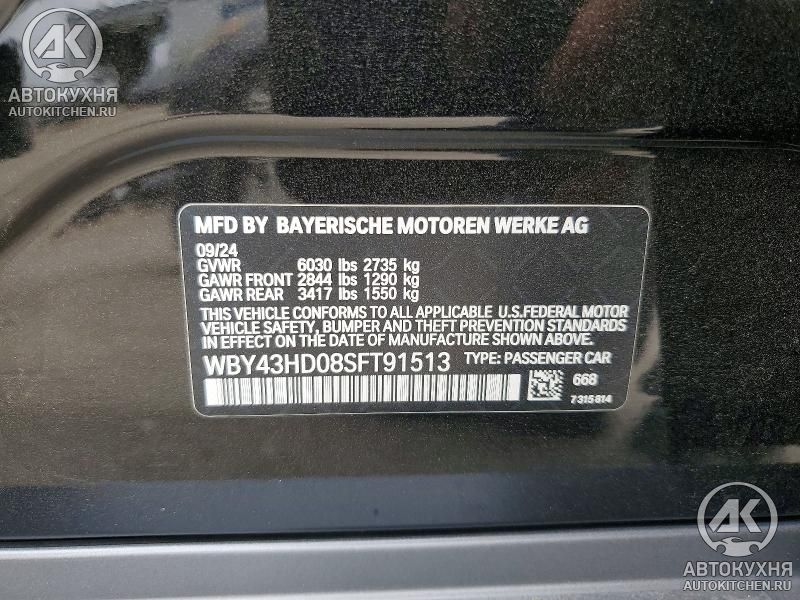 АК
АВТОКУХНЯ
AUTOKITCHEN.RU
MFD BY BAYERISCHE MOTOREN WERKE AG
09/24
GVWR 6030 lbs 2735 kg
GAWR FRONT 2844 lbs 1290 kg
GAWR REAR 3417 lbs 1550 kg
THIS VEHICLE CONFORMS TO ALL APPLICABLE U.S.FEDERAL MOTOR
VEHICLE SAFETY, BUMPER AND THEFT PREVENTION STANDARDS
IN EFFECT ON THE DATE OF MANUFACTURE SHOWN ABOVE.
WBY43HD08SFT91513 TYPE: PASSENGER CAR
668
7315814
АК
АВТОКУХНЯ
AUTOKITCHEN.RU